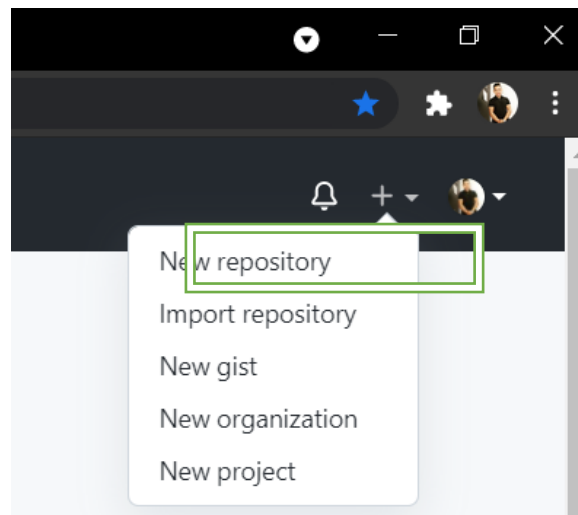 New repository
Import repository
New gist
New organization
New project